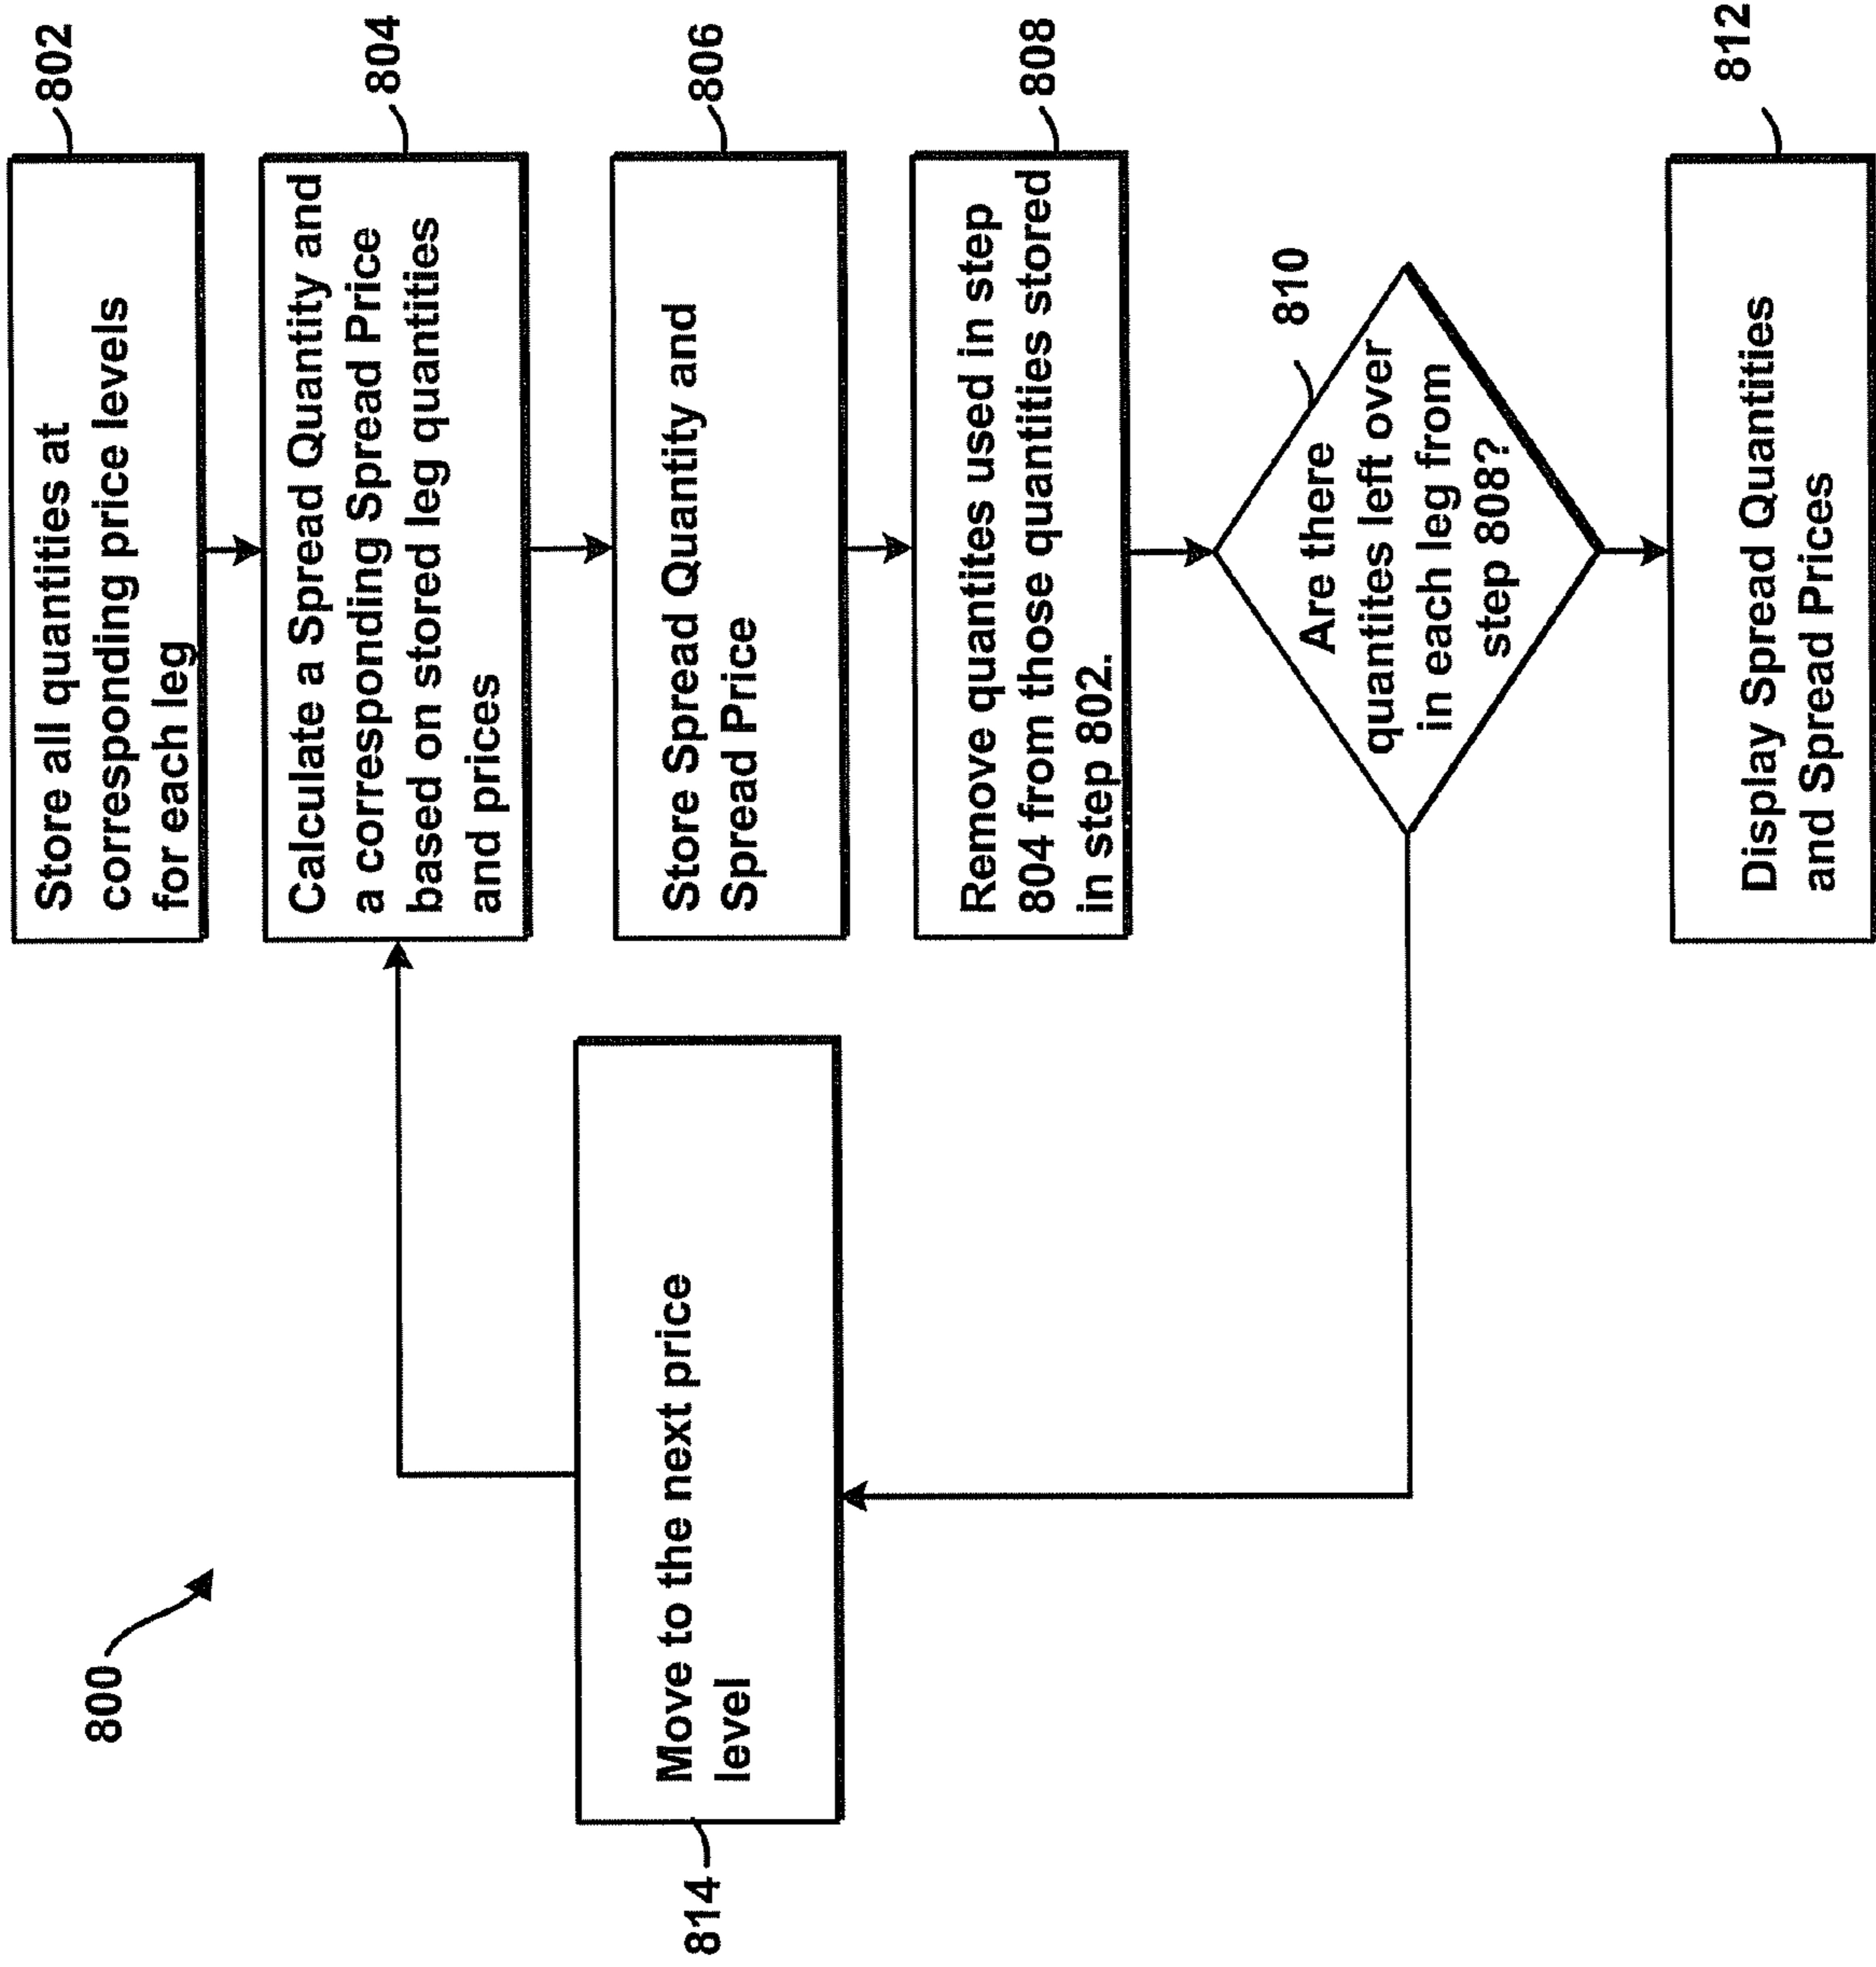 800
Store all quantities at
corresponding price levels
for each leg
802
Calculate a Spread Quantity and
a corresponding Spread Price
based on stored leg quantities
and prices
804
Store Spread Quantity and
Spread Price
806
Remove quantites used in step
804 from those quantities stored
in step 802.
808
Are there
quantites left over
in each leg from
step 808?
810
Display Spread Quantities
and Spread Prices
812
Move to the next price
level
814